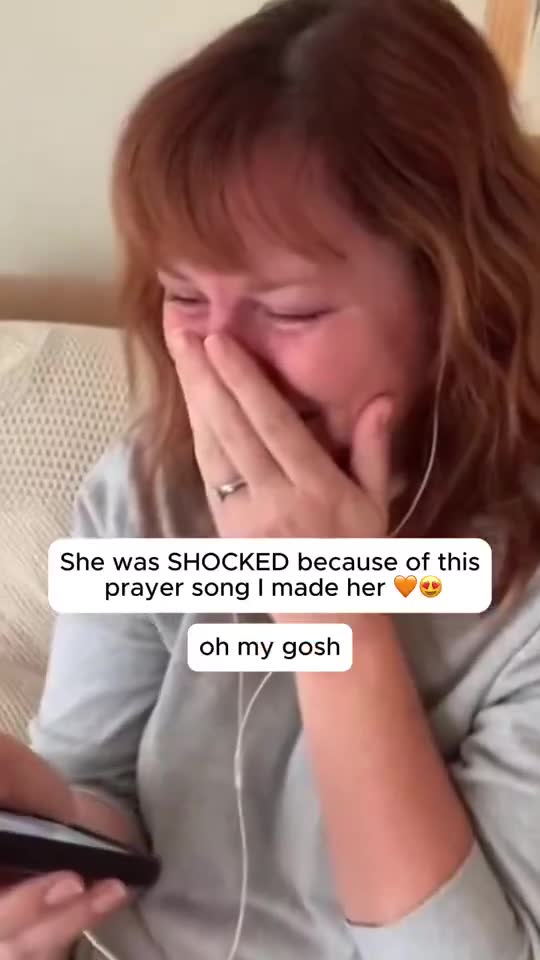 She was SHOCKED because of this
prayer song I made her 🧡😍
oh my gosh